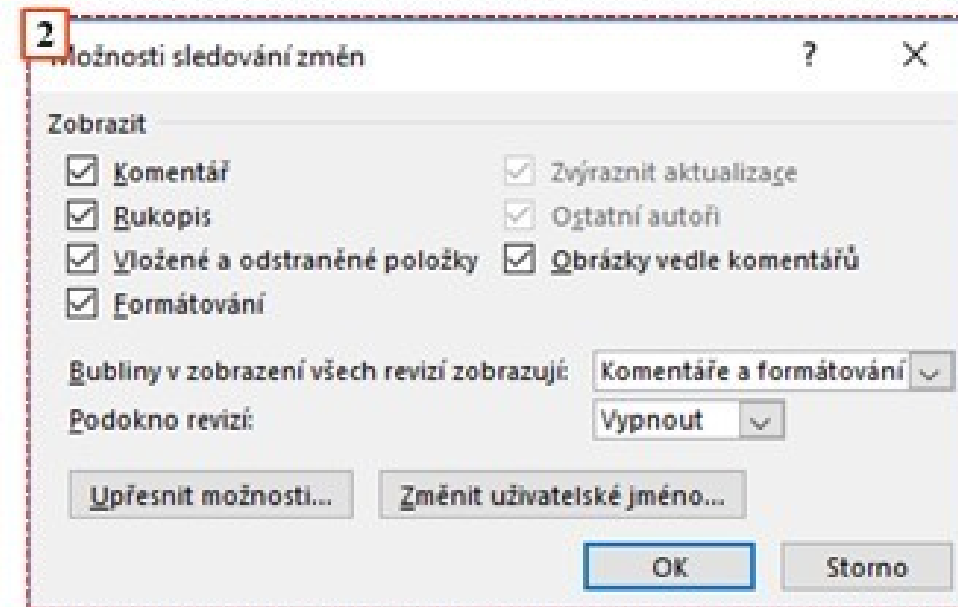 2
Možnosti sledování změn ?
Zobrazit
Komentář Zvýraznit aktualizace
Rukopis Ostatní autoři
Vložené a odstraněné položky Obrázky vedle komentářů
Formátování
Bubliny v zobrazení všech revizí zobrazují: Komentáře a formátování
Podokno revizí: Vypnout
Upřesnit možnosti... Změnit uživatelské jméno...
OK Storno